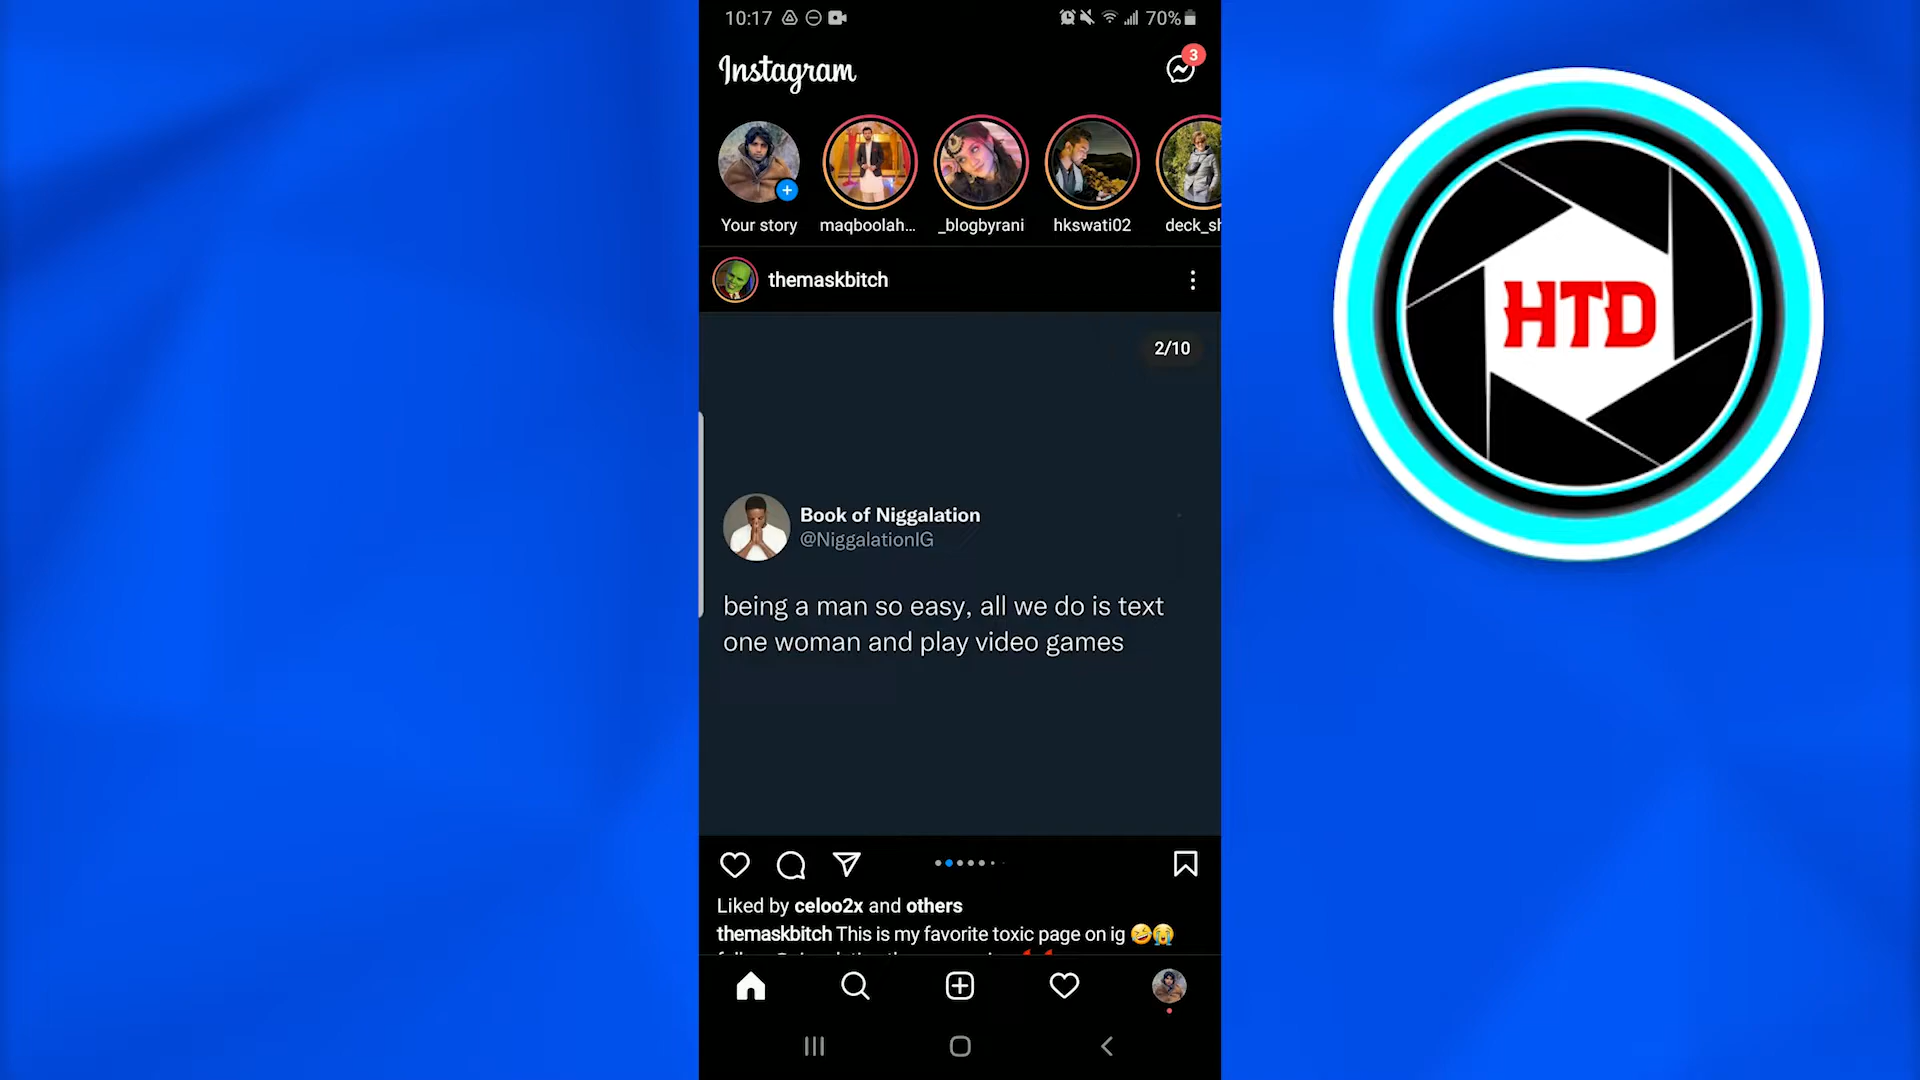 10:17
70%
Instagram
3
Your story
maqboolah...
_blogbyrani
hkswati02
deck_sh
themaskbitch
2/10
Book of Niggalation
@NiggalationIG
being a man so easy, all we do is text
one woman and play video games
Liked by celoo2x and others
themaskbitch This is my favorite toxic page on ig 🤣😭
HTD